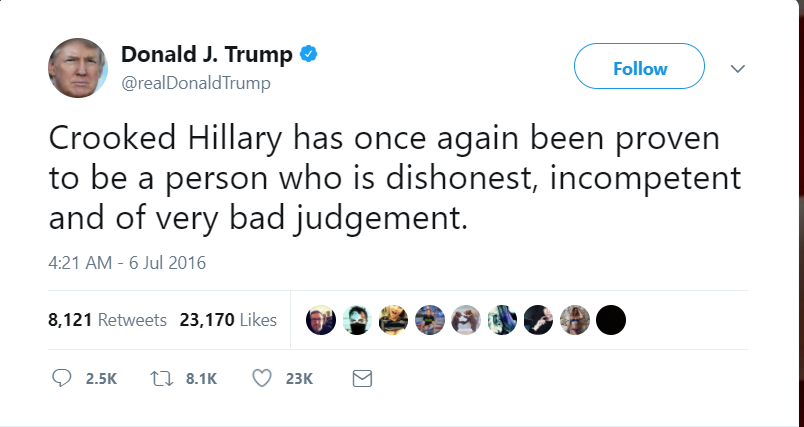 Donald J. Trump
@realDonaldTrump
Follow
Crooked Hillary has once again been proven
to be a person who is dishonest, incompetent
and of very bad judgement.
4:21 AM - 6 Jul 2016
8,121 Retweets 23,170 Likes
2.5K 8.1K 23K